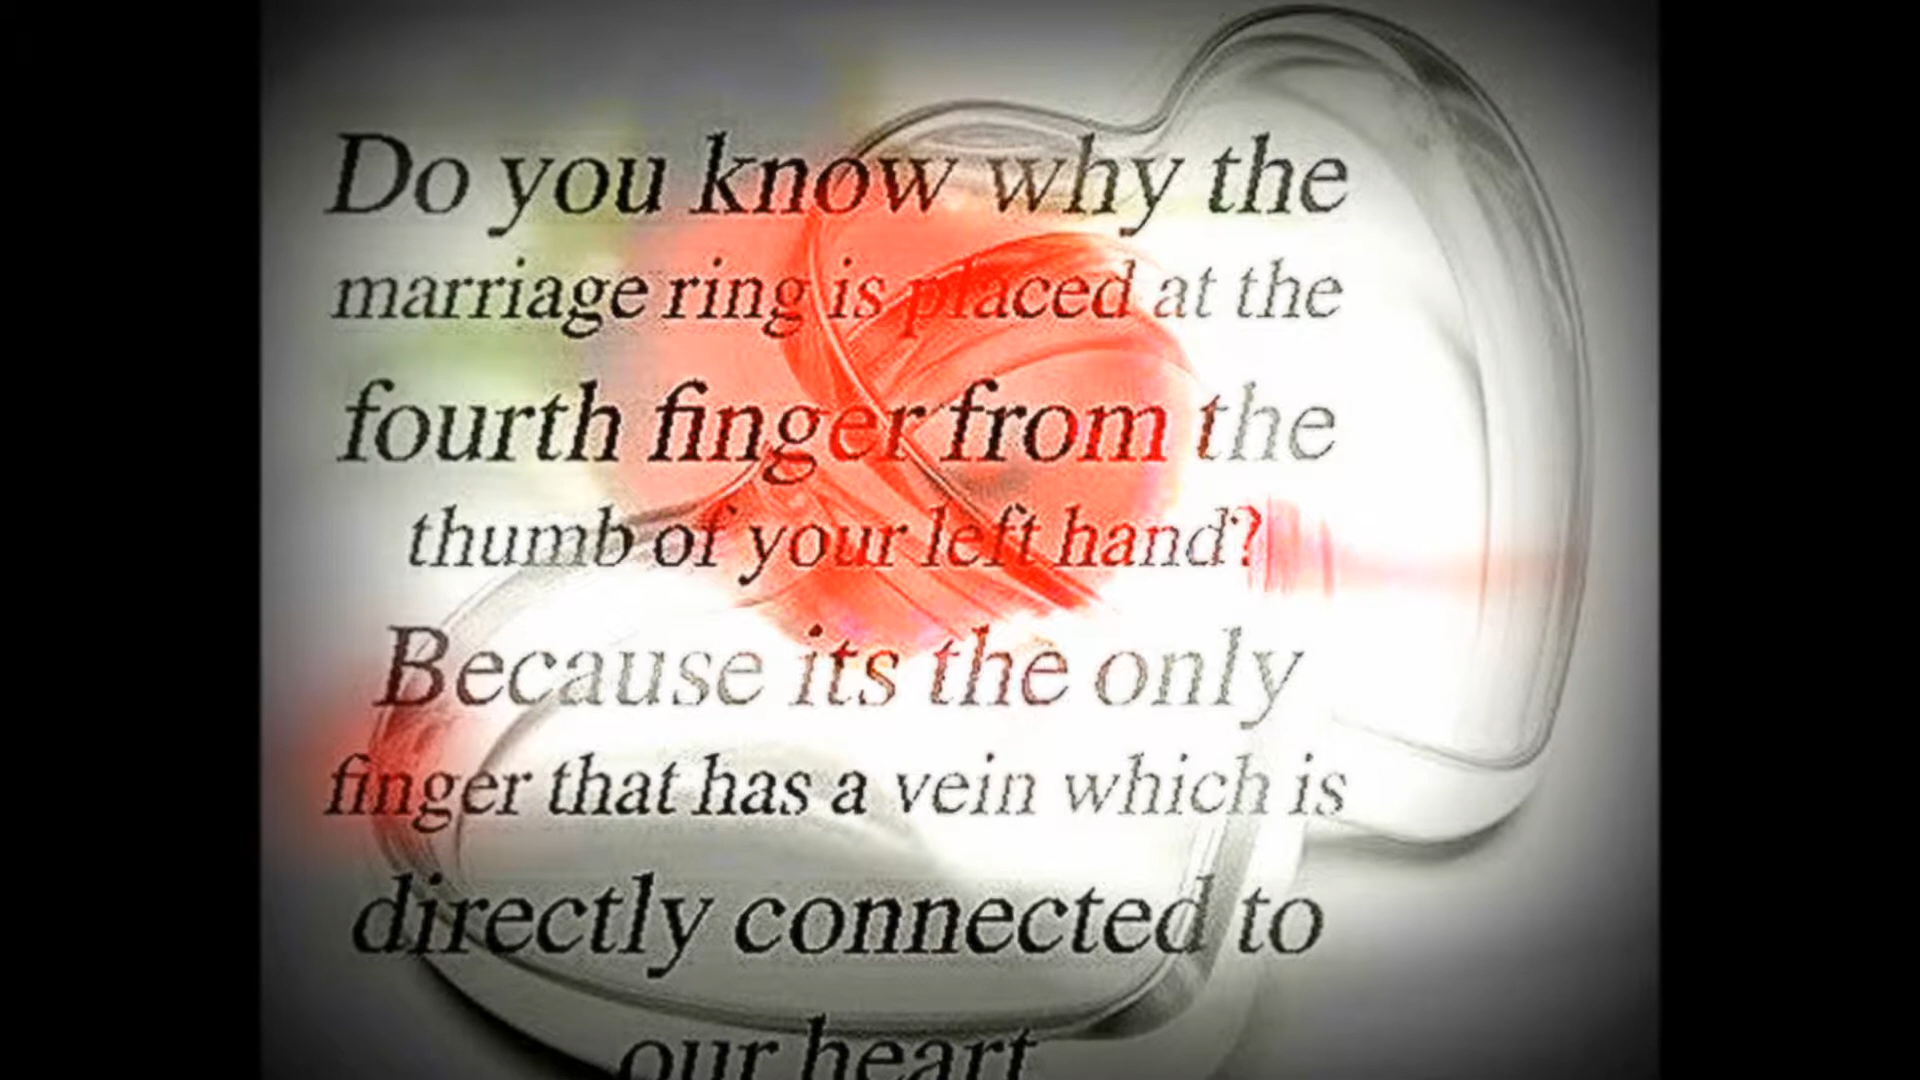 Do you know why the
marriage ring is placed at the
fourth finger from the
thumb of your left hand?
Because its the only
finger that has a vein which is
directly connected to
our heart